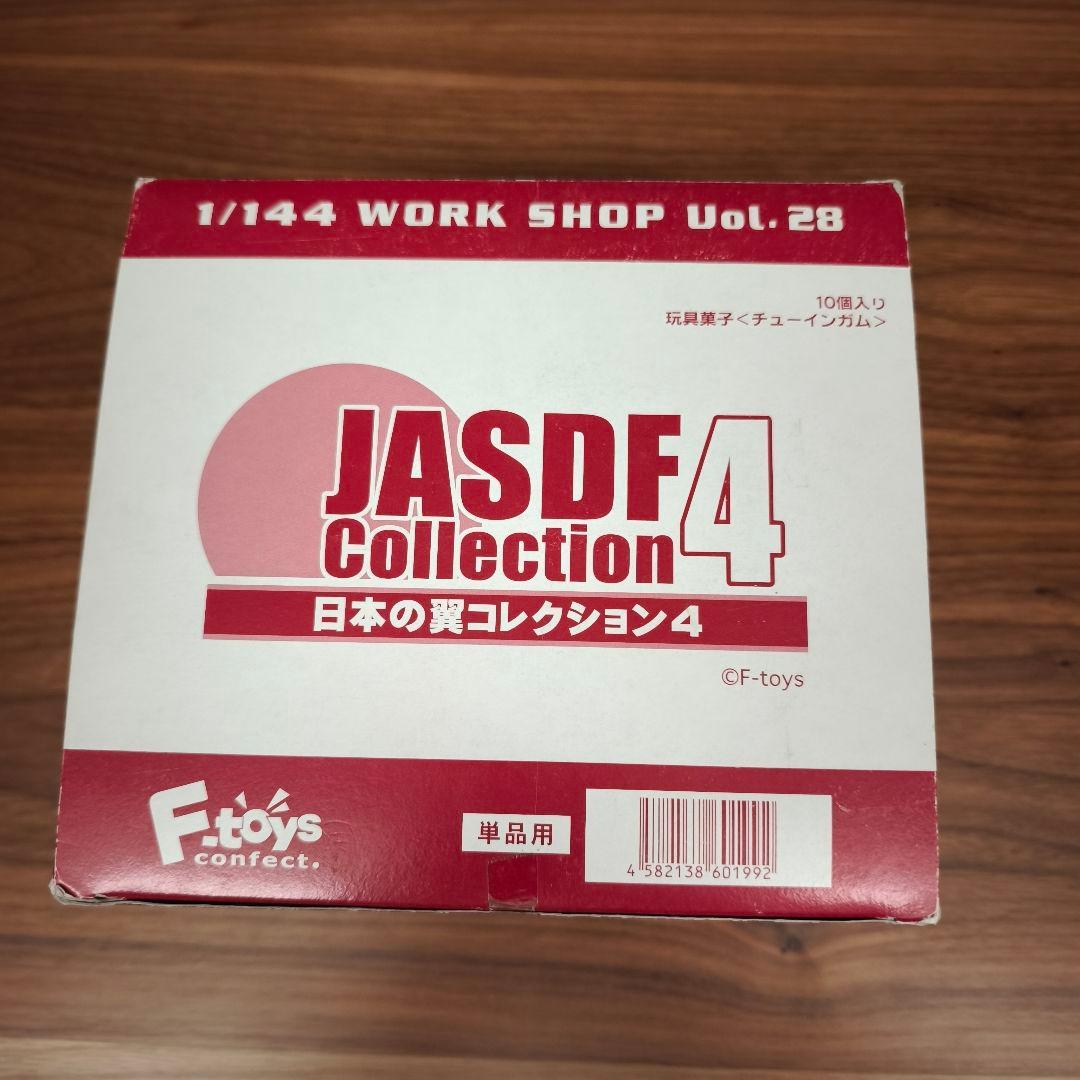 1/144 WORK SHOP Vol. 28
10個入り
玩具菓子<チューインガム>
JASDF 4
Collection
日本の翼コレクション4
©F-toys
F-toys
confect.
単品用
4 582138 601992